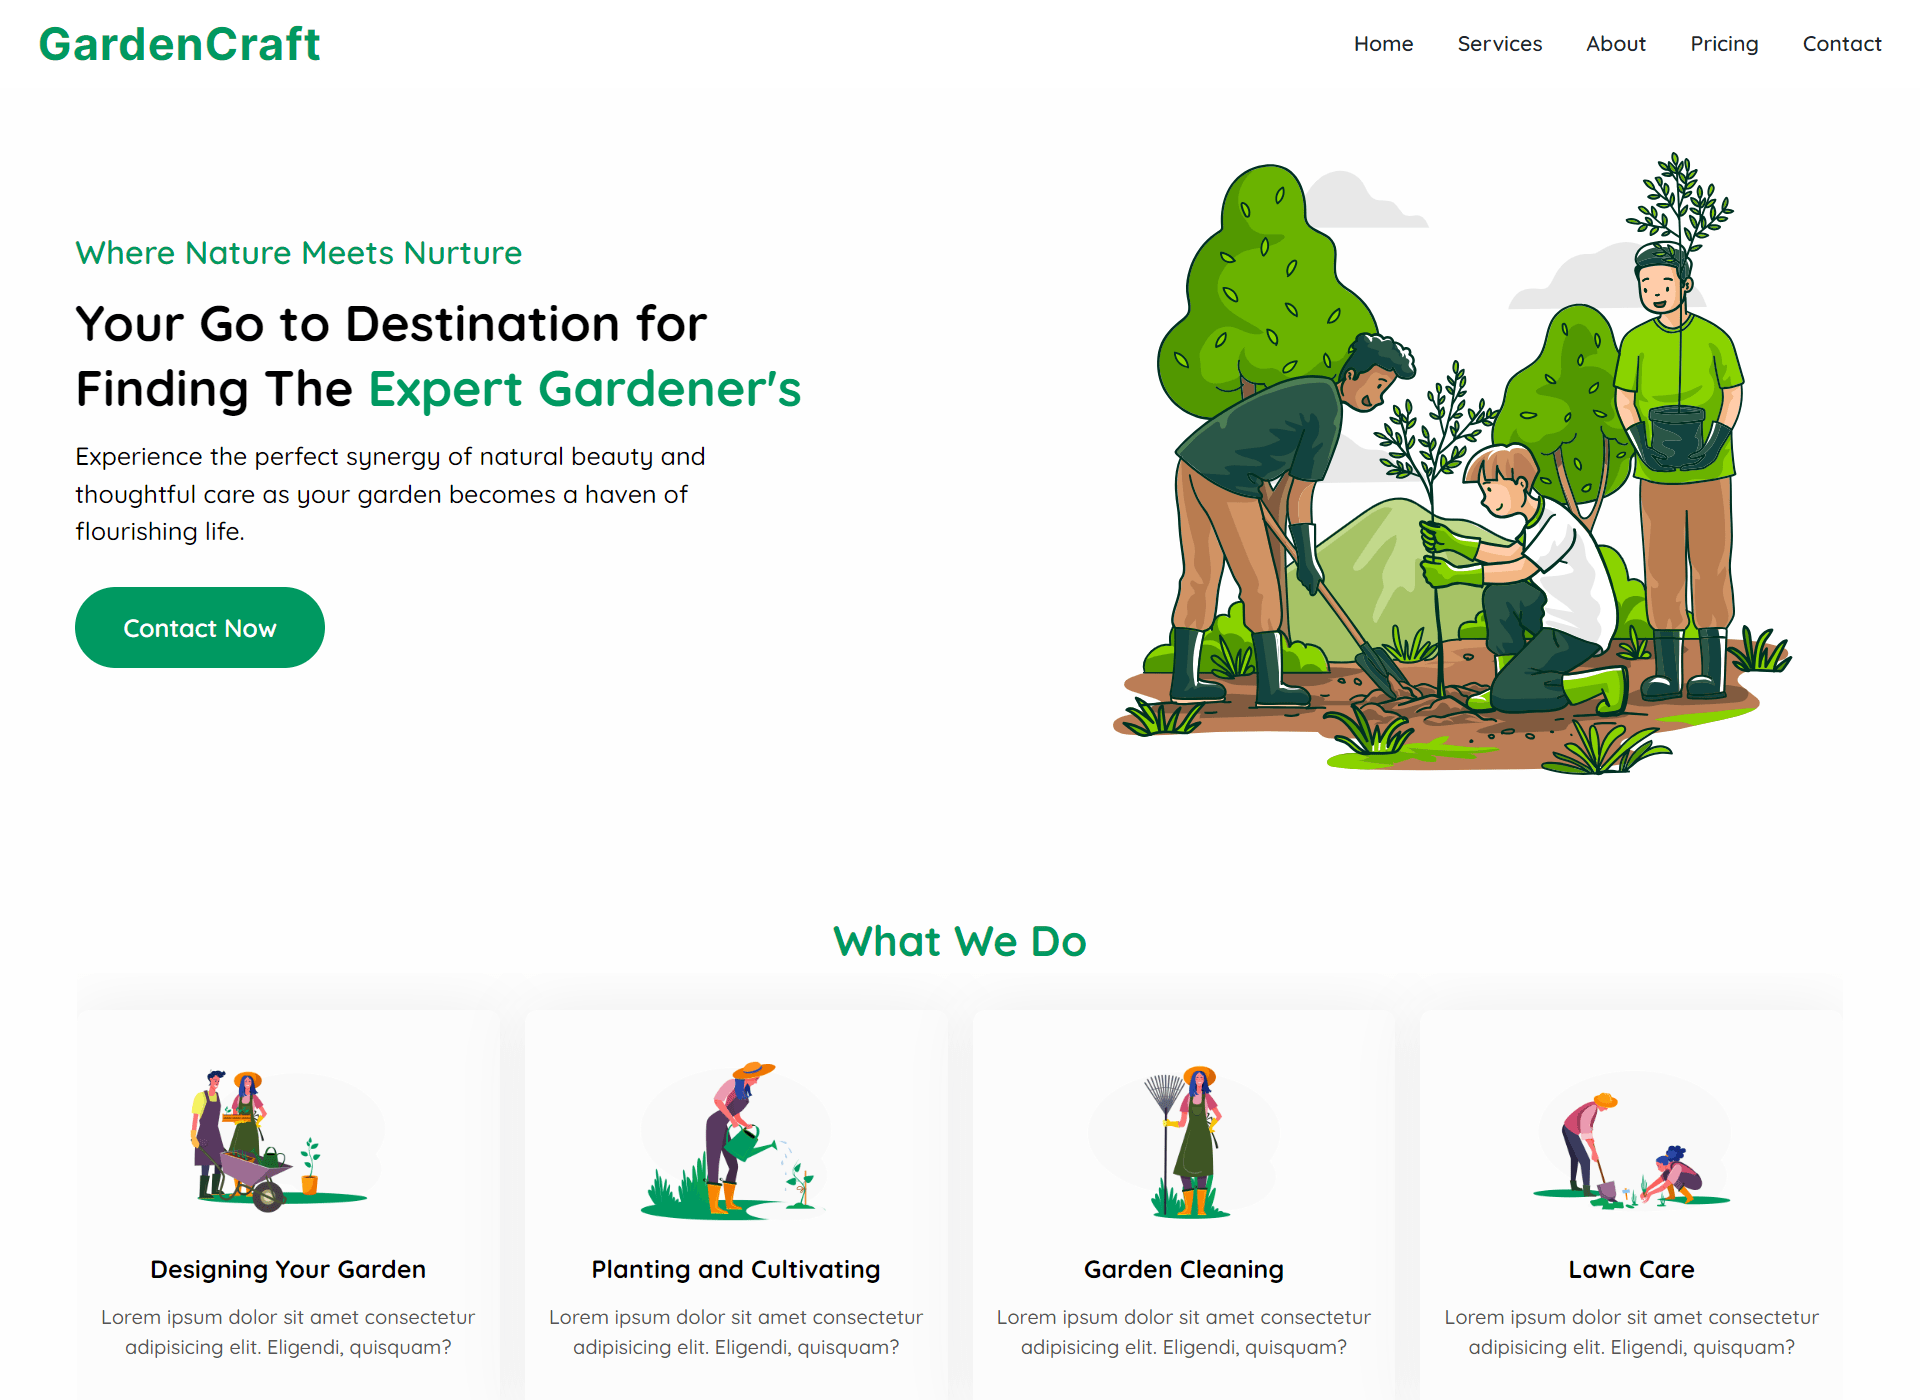 GardenCraft
Home Services About Pricing Contact
Where Nature Meets Nurture
Your Go to Destination for
Finding The Expert Gardener's
Experience the perfect synergy of natural beauty and
thoughtful care as your garden becomes a haven of
flourishing life.
Contact Now
What We Do
Designing Your Garden
Lorem ipsum dolor sit amet consectetur
adipisicing elit. Eligendi, quisquam?
Planting and Cultivating
Lorem ipsum dolor sit amet consectetur
adipisicing elit. Eligendi, quisquam?
Garden Cleaning
Lorem ipsum dolor sit amet consectetur
adipisicing elit. Eligendi, quisquam?
Lawn Care
Lorem ipsum dolor sit amet consectetur
adipisicing elit. Eligendi, quisquam?